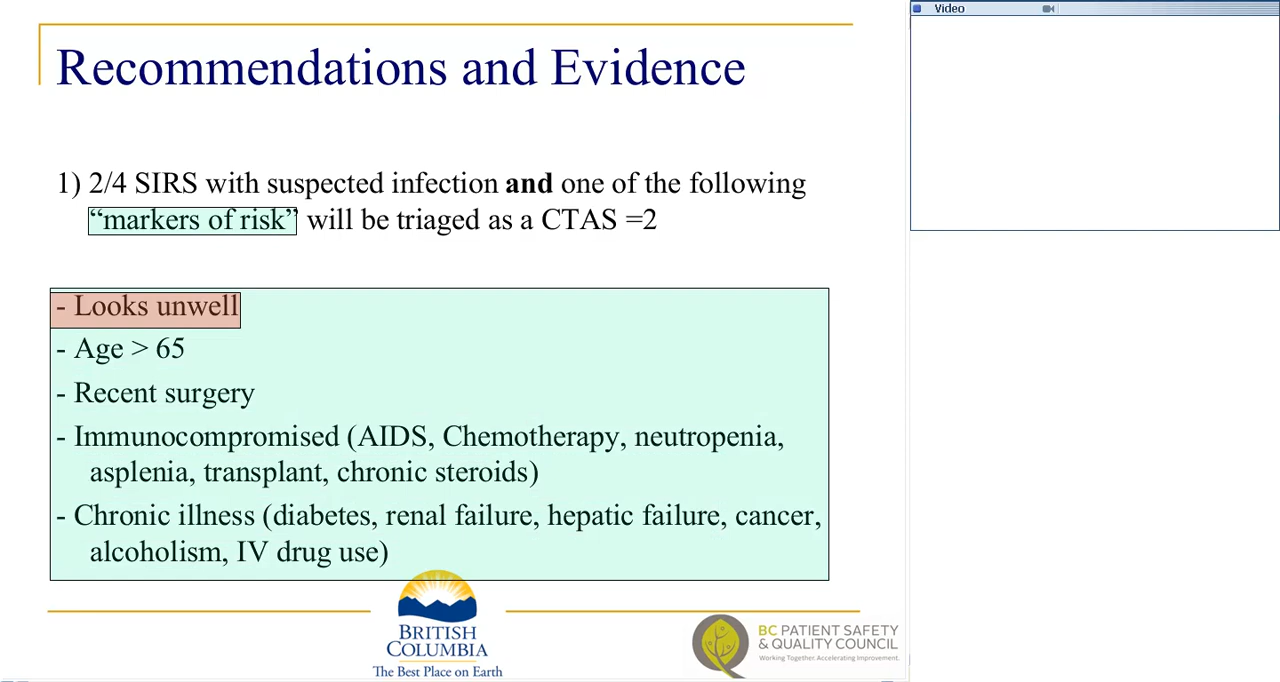 Video
Recommendations and Evidence
1) 2/4 SIRS with suspected infection and one of the following
“markers of risk” will be triaged as a CTAS =2
- Looks unwell
- Age > 65
- Recent surgery
- Immunocompromised (AIDS, Chemotherapy, neutropenia,
asplenia, transplant, chronic steroids)
- Chronic illness (diabetes, renal failure, hepatic failure, cancer,
alcoholism, IV drug use)
BRITISH
COLUMBIA
The Best Place on Earth
BC PATIENT SAFETY
& QUALITY COUNCIL
Working Together. Accelerating Improvement.